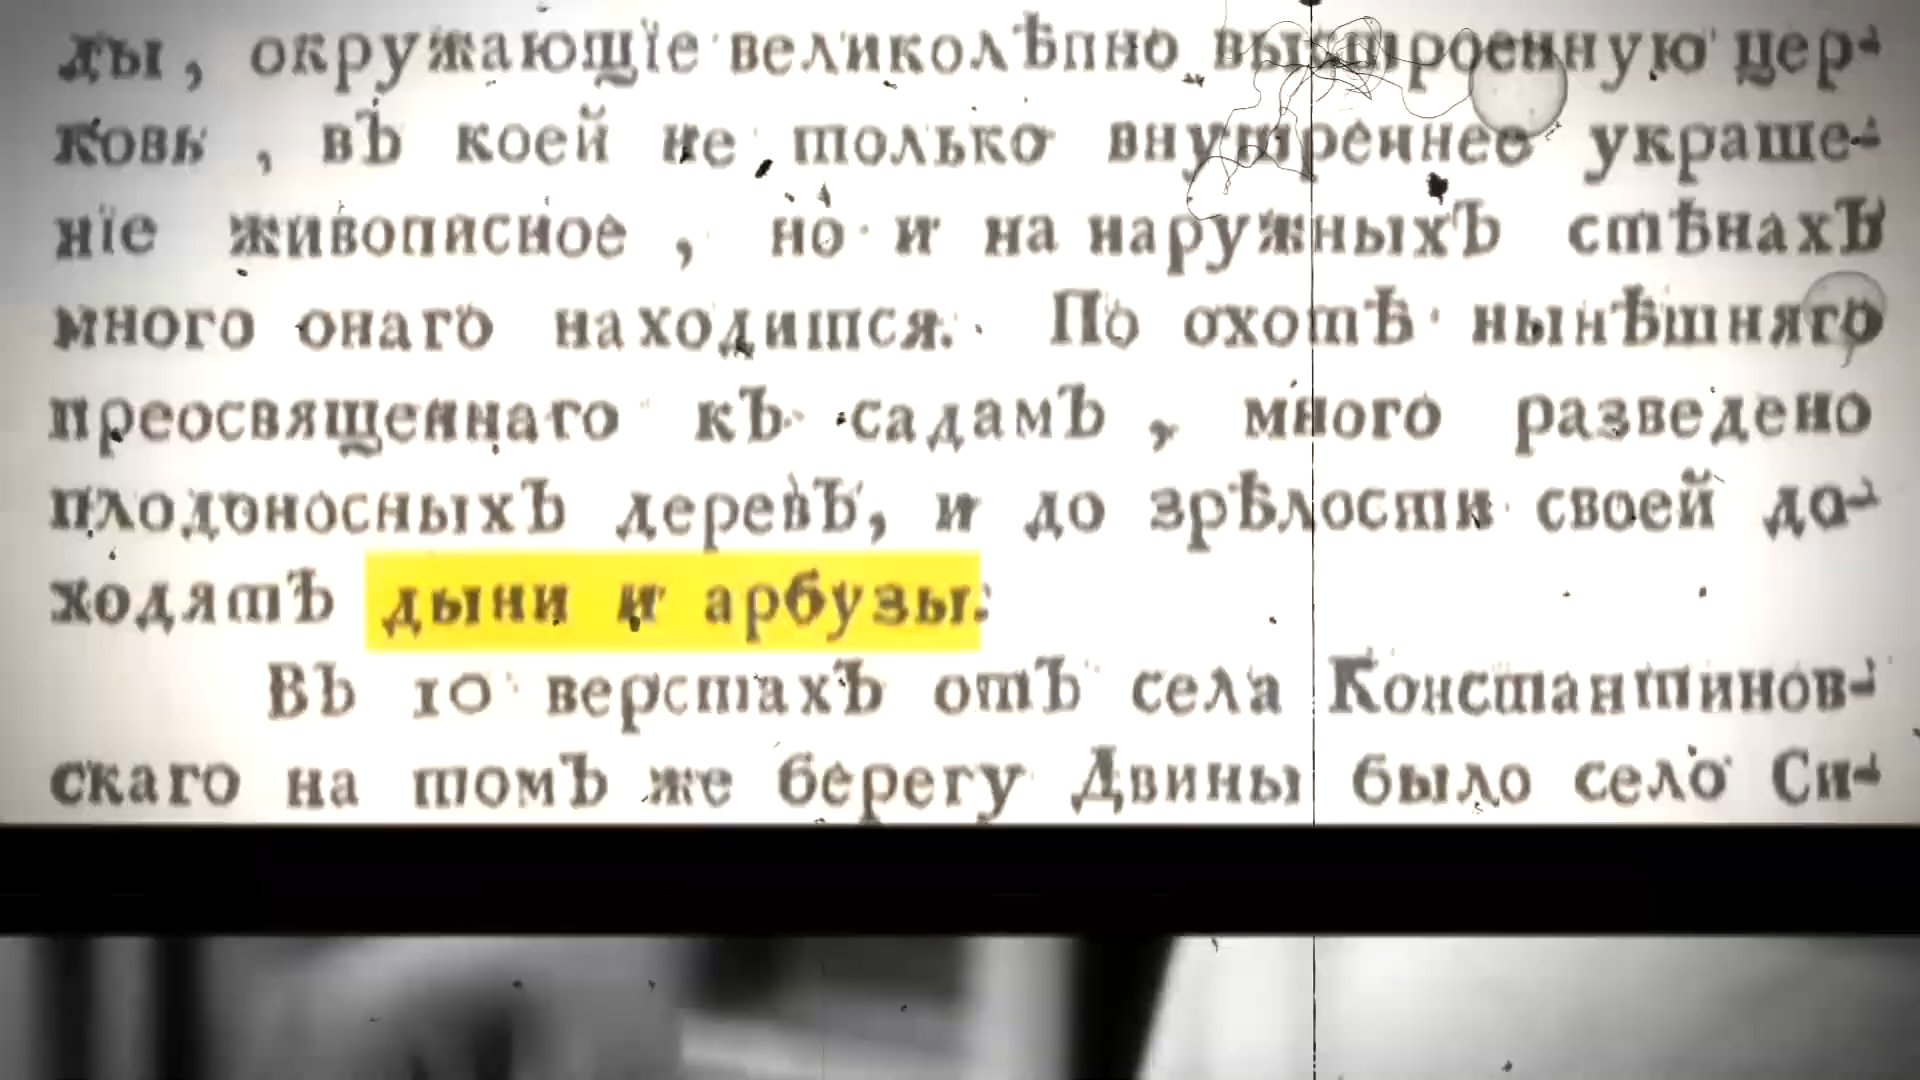 ды, окружающїе великолѣпно выстроенную цер-
ковь, въ коей не только внутреннее украше-
нїе живописное, но и на наружныхъ стѣнахъ
много онаго находится. По охотѣ нынѣшняго
преосвященнаго къ садамъ, много разведено
плодоносныхъ деревъ, и до зрѣлости своей до-
ходятъ дыни и арбузы.
Въ 10 верстахъ отъ села Константинов-
скаго на томъ же берегу Двины было село Си-